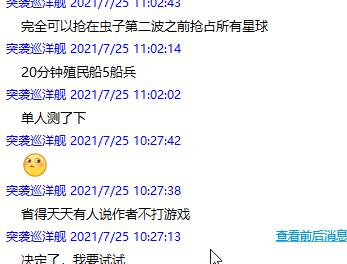 突袭巡洋舰 2021/7/25 11:02:43
完全可以抢在虫子第二波之前抢占所有星球
突袭巡洋舰 2021/7/25 11:02:14
20分钟殖民船5船兵
突袭巡洋舰 2021/7/25 11:02:02
单人测了下
突袭巡洋舰 2021/7/25 10:27:42
突袭巡洋舰 2021/7/25 10:27:38
省得天天有人说作者不打游戏
突袭巡洋舰 2021/7/25 10:27:13 查看前后消息
决定了，我要试试